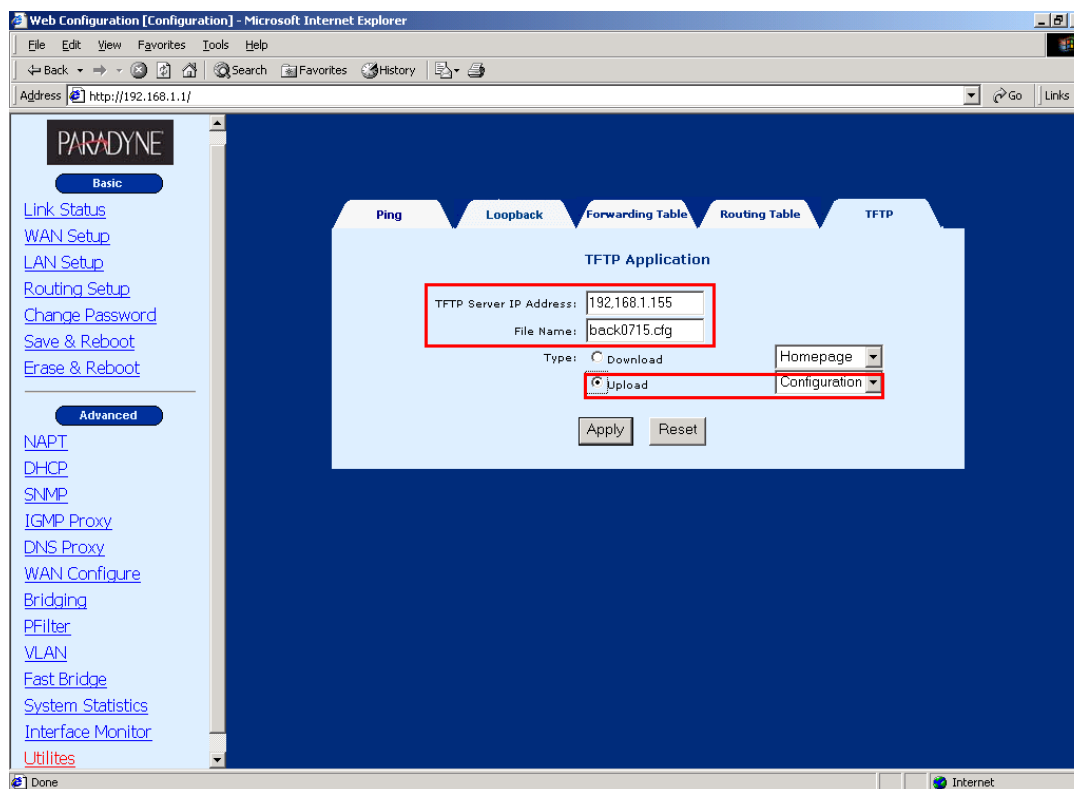 Web Configuration [Configuration] - Microsoft Internet Explorer
File Edit View Favorites Tools Help
Back Search Favorites History
Address http://192.168.1.1/ Go Links
PARADYNE
Basic
Link Status
WAN Setup
LAN Setup
Routing Setup
Change Password
Save & Reboot
Erase & Reboot
Advanced
NAPT
DHCP
SNMP
IGMP Proxy
DNS Proxy
WAN Configure
Bridging
PFilter
VLAN
Fast Bridge
System Statistics
Interface Monitor
Utilites
Ping Loopback Forwarding Table Routing Table TFTP
TFTP Application
TFTP Server IP Address: 192,168.1.155
File Name: back0715.cfg
Type: Download Homepage
Upload Configuration
Apply Reset
Done Internet